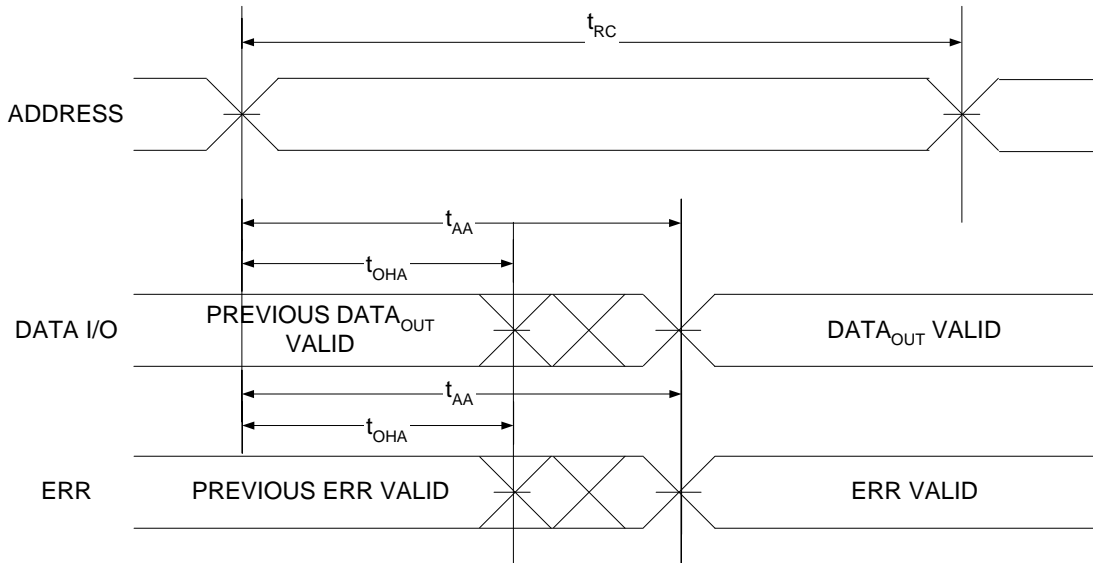 tRC
ADDRESS
tAA
tOHA
DATA I/O
PREVIOUS DATAOUT
VALID
DATAOUT VALID
tAA
tOHA
ERR
PREVIOUS ERR VALID
ERR VALID